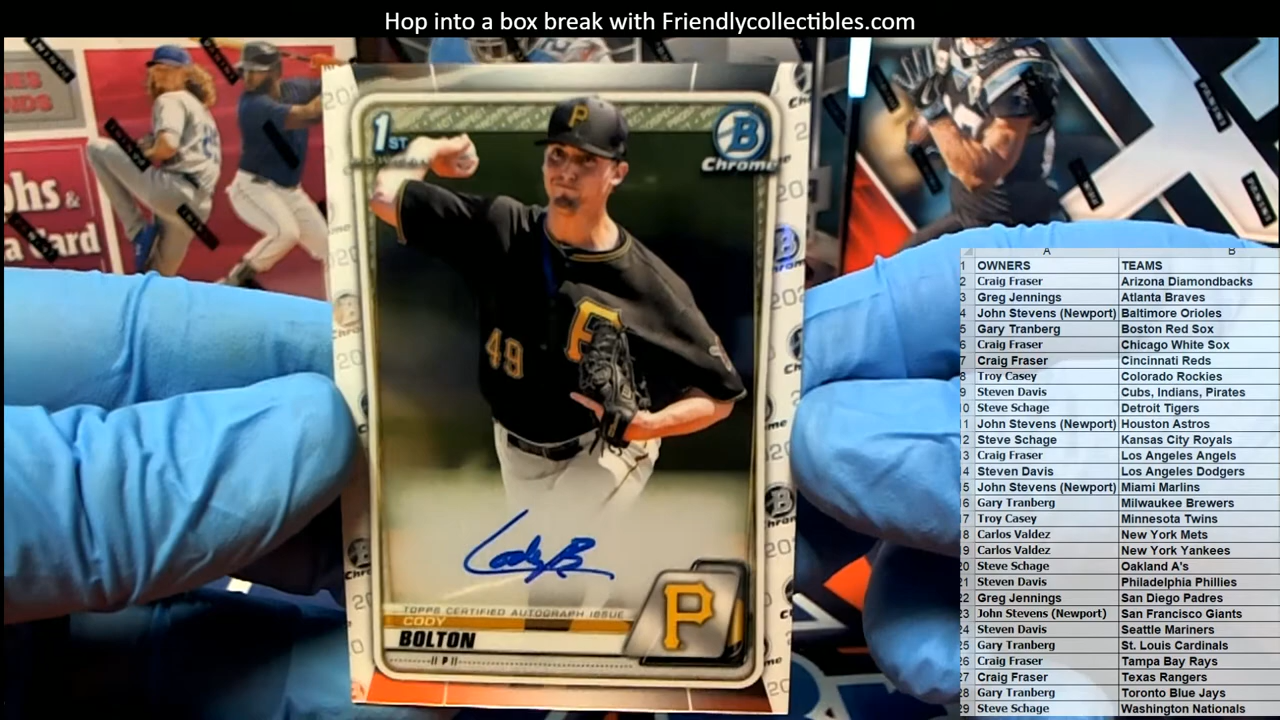 Hop into a box break with Friendlycollectibles.com
1ST
BOWMAN
B
Chrome
P
49
P
Cody B
TOPPS CERTIFIED AUTOGRAPH ISSUE
CODY
BOLTON
P
P
hs &
a Card
PANINI
A B
1 OWNERS TEAMS
2 Craig Fraser Arizona Diamondbacks
3 Greg Jennings Atlanta Braves
4 John Stevens (Newport) Baltimore Orioles
5 Gary Tranberg Boston Red Sox
6 Craig Fraser Chicago White Sox
7 Craig Fraser Cincinnati Reds
8 Troy Casey Colorado Rockies
9 Steven Davis Cubs, Indians, Pirates
10 Steve Schage Detroit Tigers
11 John Stevens (Newport) Houston Astros
12 Steve Schage Kansas City Royals
13 Craig Fraser Los Angeles Angels
14 Steven Davis Los Angeles Dodgers
15 John Stevens (Newport) Miami Marlins
16 Gary Tranberg Milwaukee Brewers
17 Troy Casey Minnesota Twins
18 Carlos Valdez New York Mets
19 Carlos Valdez New York Yankees
20 Steve Schage Oakland A's
21 Steven Davis Philadelphia Phillies
22 Greg Jennings San Diego Padres
23 John Stevens (Newport) San Francisco Giants
24 Steven Davis Seattle Mariners
25 Gary Tranberg St. Louis Cardinals
26 Craig Fraser Tampa Bay Rays
27 Craig Fraser Texas Rangers
28 Gary Tranberg Toronto Blue Jays
29 Steve Schage Washington Nationals